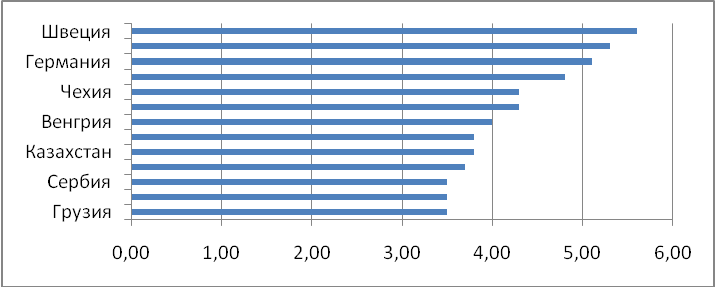 Швеция
Германия
Чехия
Венгрия
Казахстан
Сербия
Грузия
0,00 1,00 2,00 3,00 4,00 5,00 6,00